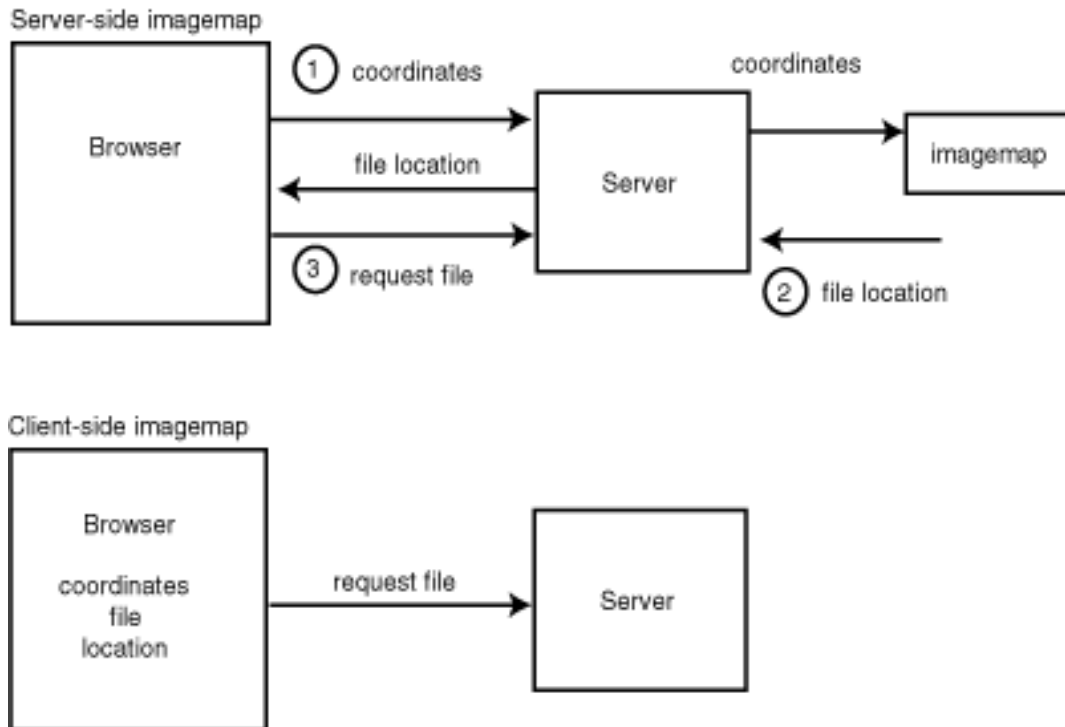 Server-side imagemap
1 coordinates
coordinates
Browser
file location
Server
imagemap
3 request file
2 file location
Client-side imagemap
Browser
coordinates
file
location
request file
Server